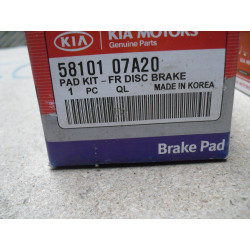 KIA KIA MOTORS
Genuine Parts
58101 07A20
PAD KIT - FR DISC BRAKE
1 PC QL MADE IN KOREA
Brake Pad